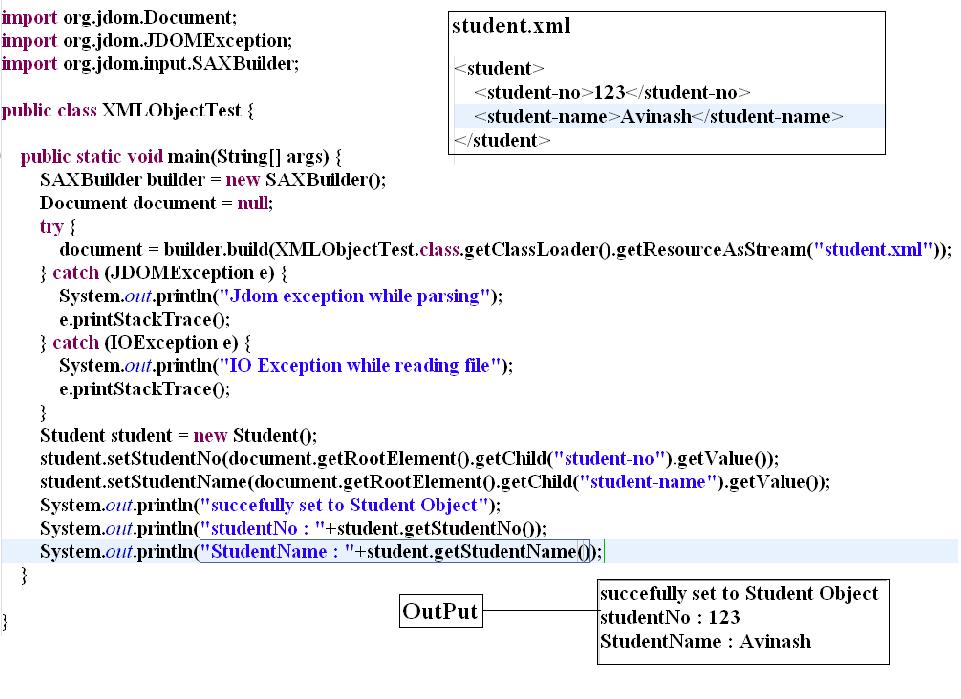 import org.jdom.Document;
import org.jdom.JDOMException;
import org.jdom.input.SAXBuilder;
public class XMLObjectTest {
public static void main(String[] args) {
SAXBuilder builder = new SAXBuilder();
Document document = null;
try {
document = builder.build(XMLObjectTest.class.getClassLoader().getResourceAsStream("student.xml"));
} catch (JDOMException e) {
System.out.println("Jdom exception while parsing");
e.printStackTrace();
} catch (IOException e) {
System.out.println("IO Exception while reading file");
e.printStackTrace();
}
Student student = new Student();
student.setStudentNo(document.getRootElement().getChild("student-no").getValue());
student.setStudentName(document.getRootElement().getChild("student-name").getValue());
System.out.println("succefully set to Student Object");
System.out.println("studentNo : "+student.getStudentNo());
System.out.println("StudentName : "+student.getStudentName());
}
}
student.xml
<student>
<student-no>123</student-no>
<student-name>Avinash</student-name>
</student>
OutPut
succefully set to Student Object
studentNo : 123
StudentName : Avinash